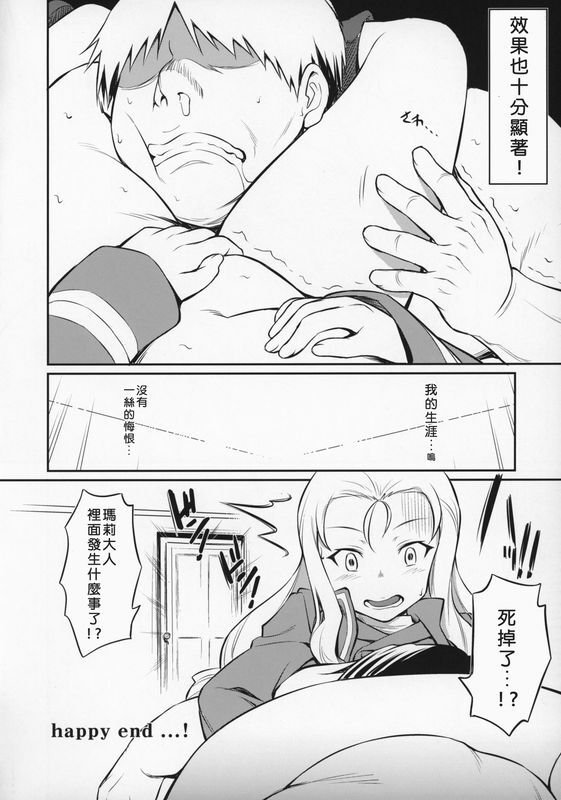 效果也十分顯著！
さわ…
我的生涯…嗚
沒有
一絲的悔恨…
死掉了…!?
瑪莉大人
裡面發生什麼事了!?
happy end ...!